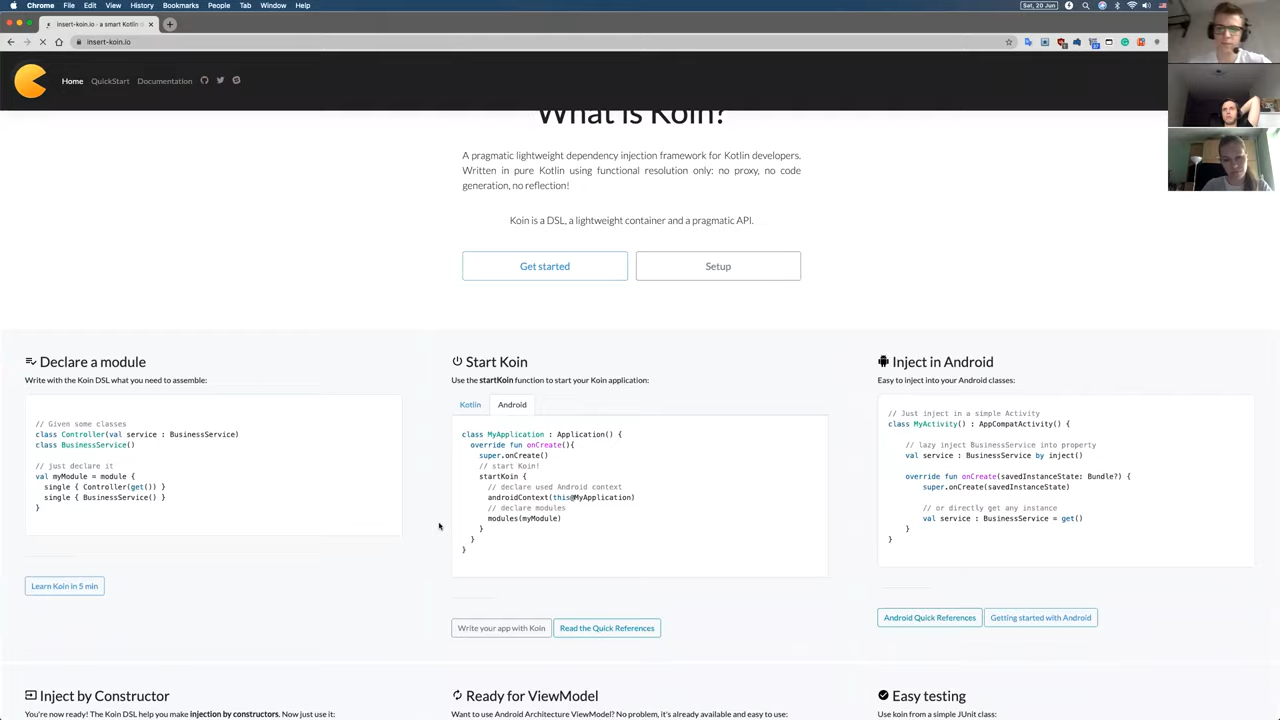 Chrome File Edit View History Bookmarks People Tab Window Help
Sat, 20 Jun
insert-koin.io - a smart Kotlin
insert-koin.io
Home QuickStart Documentation
What is Koin?
A pragmatic lightweight dependency injection framework for Kotlin developers.
Written in pure Kotlin using functional resolution only: no proxy, no code
generation, no reflection!
Koin is a DSL, a lightweight container and a pragmatic API.
Get started
Setup
Declare a module
Write with the Koin DSL what you need to assemble:
// Given some classes
class Controller(val service : BusinessService)
class BusinessService()
// just declare it
val myModule = module {
single { Controller(get()) }
single { BusinessService() }
}
Learn Koin in 5 min
Start Koin
Use the startKoin function to start your Koin application:
Kotlin Android
class MyApplication : Application() {
override fun onCreate(){
super.onCreate()
// start Koin!
startKoin {
// declare used Android context
androidContext(this@MyApplication)
// declare modules
modules(myModule)
}
}
}
Write your app with Koin Read the Quick References
Inject in Android
Easy to inject into your Android classes:
// Just inject in a simple Activity
class MyActivity() : AppCompatActivity() {
// lazy inject BusinessService into property
val service : BusinessService by inject()
override fun onCreate(savedInstanceState: Bundle?) {
super.onCreate(savedInstanceState)
// or directly get any instance
val service : BusinessService = get()
}
}
Android Quick References Getting started with Android
Inject by Constructor
You're now ready! The Koin DSL help you make injection by constructors. Now just use it:
Ready for ViewModel
Want to use Android Architecture ViewModel? No problem, it's already available and easy to use:
Easy testing
Use koin from a simple JUnit class: